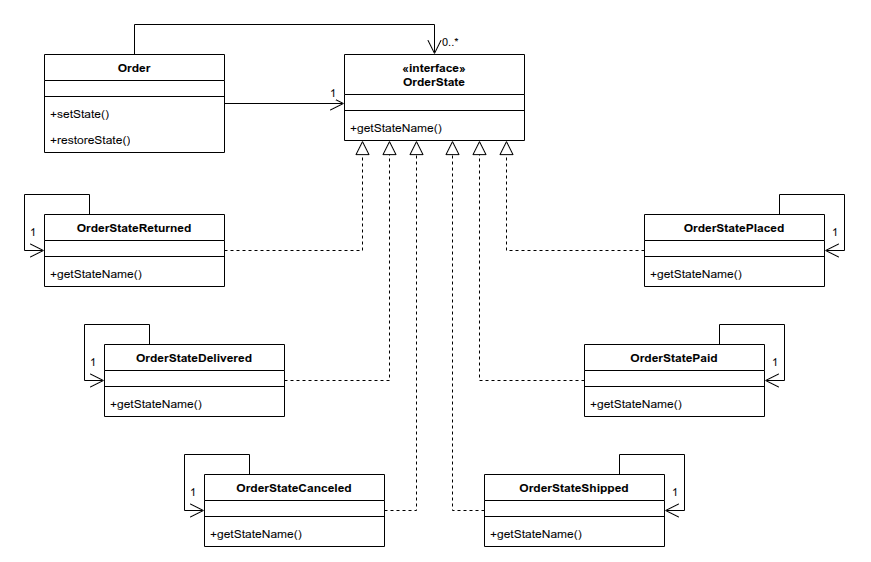 0..*
Order
«interface»
OrderState
1
+setState()
+restoreState()
+getStateName()
1
OrderStateReturned
+getStateName()
OrderStatePlaced
1
+getStateName()
1
OrderStateDelivered
+getStateName()
OrderStatePaid
1
+getStateName()
1
OrderStateCanceled
+getStateName()
OrderStateShipped
1
+getStateName()